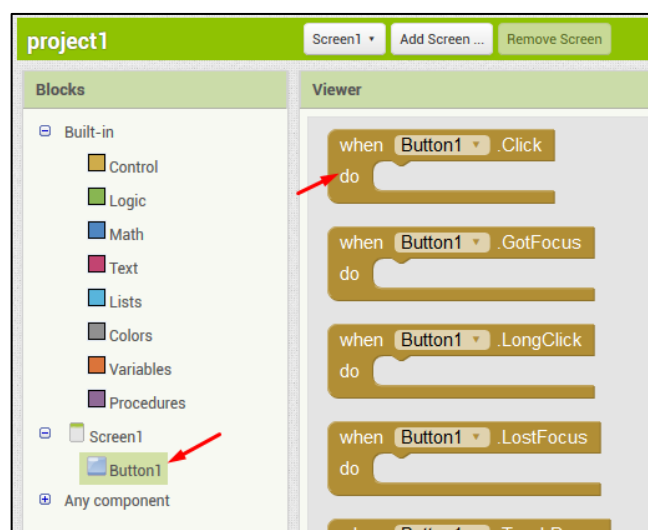 project1
Screen1
Add Screen ...
Remove Screen
Blocks
Viewer
Built-in
Control
Logic
Math
Text
Lists
Colors
Variables
Procedures
Screen1
Button1
Any component
when Button1 .Click
do
when Button1 .GotFocus
do
when Button1 .LongClick
do
when Button1 .LostFocus
do